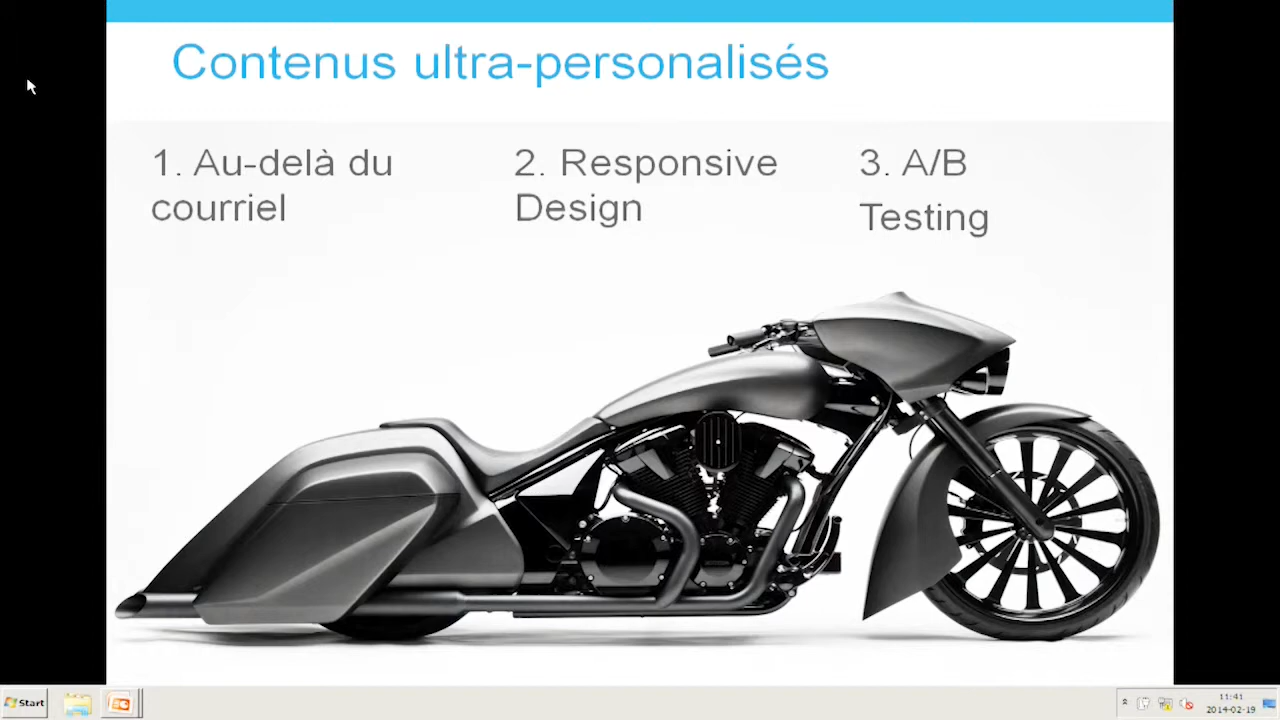 Contenus ultra-personalisés
1. Au-delà du
courriel
2. Responsive
Design
3. A/B
Testing
Start
11:41
2014-02-19